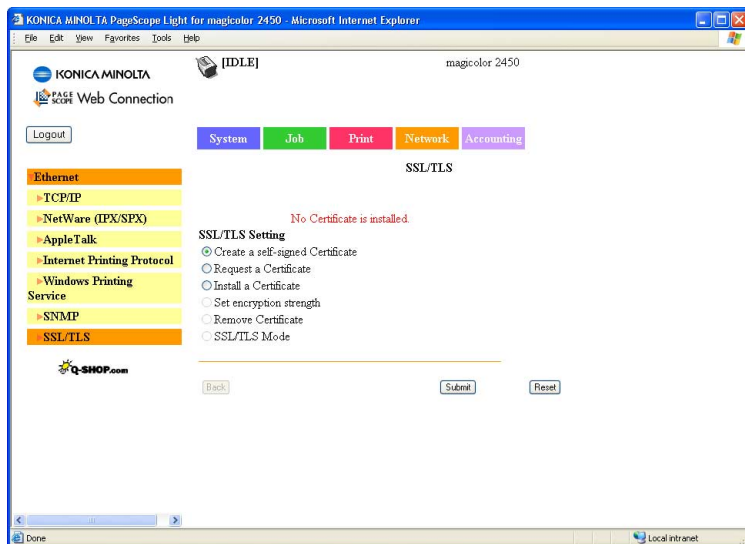 KONICA MINOLTA PageScope Light for magicolor 2450 - Microsoft Internet Explorer
File Edit View Favorites Tools Help
KONICA MINOLTA
[IDLE]
magicolor 2450
PAGE SCOPE Web Connection
Logout
System Job Print Network Accounting
SSL/TLS
Ethernet
TCP/IP
NetWare (IPX/SPX)
AppleTalk
Internet Printing Protocol
Windows Printing
Service
SNMP
SSL/TLS
Q-SHOP.com
No Certificate is installed.
SSL/TLS Setting
Create a self-signed Certificate
Request a Certificate
Install a Certificate
Set encryption strength
Remove Certificate
SSL/TLS Mode
Back Submit Reset
Done Local intranet